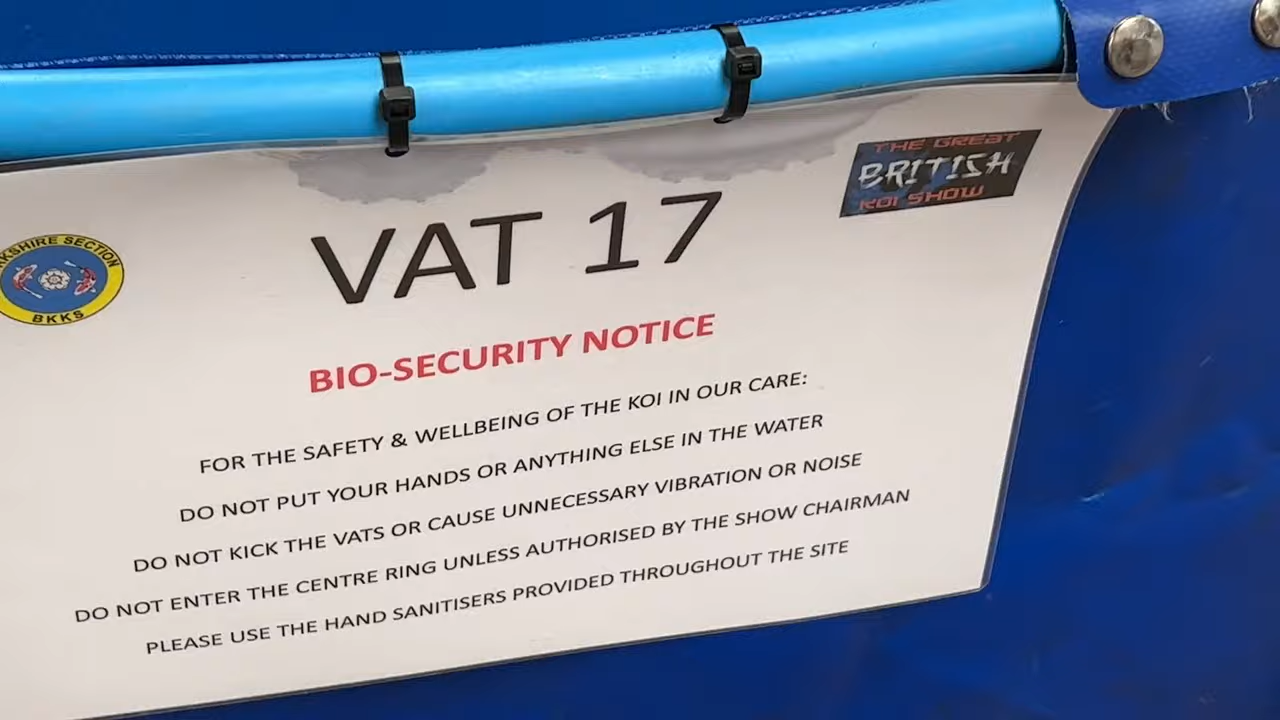 THE GREAT
BRITISH
KOI SHOW
VAT 17
RKSHIRE SECTION
BKKS
BIO-SECURITY NOTICE
FOR THE SAFETY & WELLBEING OF THE KOI IN OUR CARE:
DO NOT PUT YOUR HANDS OR ANYTHING ELSE IN THE WATER
DO NOT KICK THE VATS OR CAUSE UNNECESSARY VIBRATION OR NOISE
DO NOT ENTER THE CENTRE RING UNLESS AUTHORISED BY THE SHOW CHAIRMAN
PLEASE USE THE HAND SANITISERS PROVIDED THROUGHOUT THE SITE